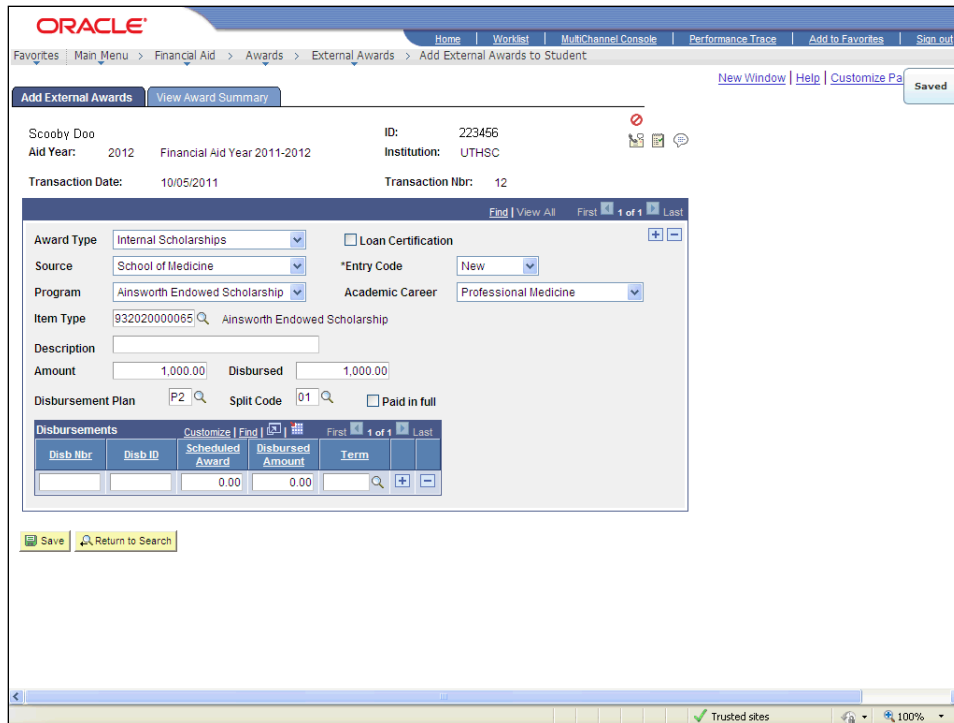 ORACLE'
Home | Worklist | MultiChannel Console | Performance Trace | Add to Favorites | Sign out
Favorites | Main Menu > Financial Aid > Awards > External Awards > Add External Awards to Student
New Window | Help | Customize Pa
Saved
Add External Awards View Award Summary
Scooby Doo ID: 223456
Aid Year: 2012 Financial Aid Year 2011-2012 Institution: UTHSC
Transaction Date: 10/05/2011 Transaction Nbr: 12
Find | View All First 1 of 1 Last
Award Type Internal Scholarships Loan Certification
Source School of Medicine *Entry Code New
Program Ainsworth Endowed Scholarship Academic Career Professional Medicine
Item Type 932020000065 Ainsworth Endowed Scholarship
Description
Amount 1,000.00 Disbursed 1,000.00
Disbursement Plan P2 Split Code 01 Paid in full
Disbursements Customize | Find | First 1 of 1 Last
Disb Nbr Disb ID Scheduled Award Disbursed Amount Term
0.00 0.00
Save Return to Search
Trusted sites 100%